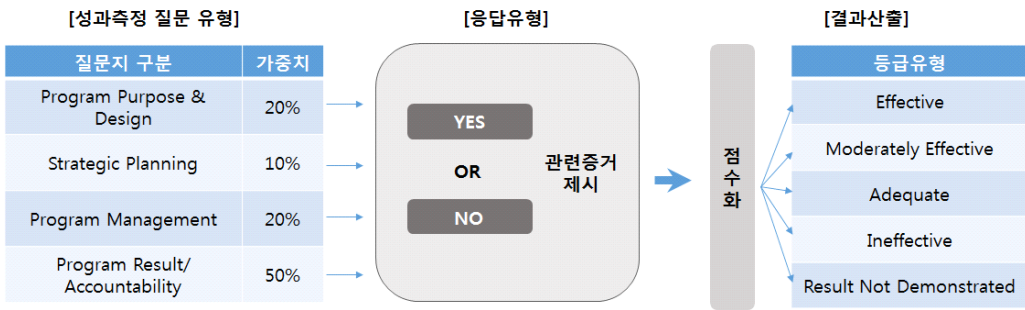 [성과측정 질문 유형]
질문지 구분 가중치
Program Purpose &
Design
20%
Strategic Planning 10%
Program Management 20%
Program Result/
Accountability
50%
[응답유형]
YES
OR
NO
관련증거
제시
점
수
화
[결과산출]
등급유형
Effective
Moderately Effective
Adequate
Ineffective
Result Not Demonstrated